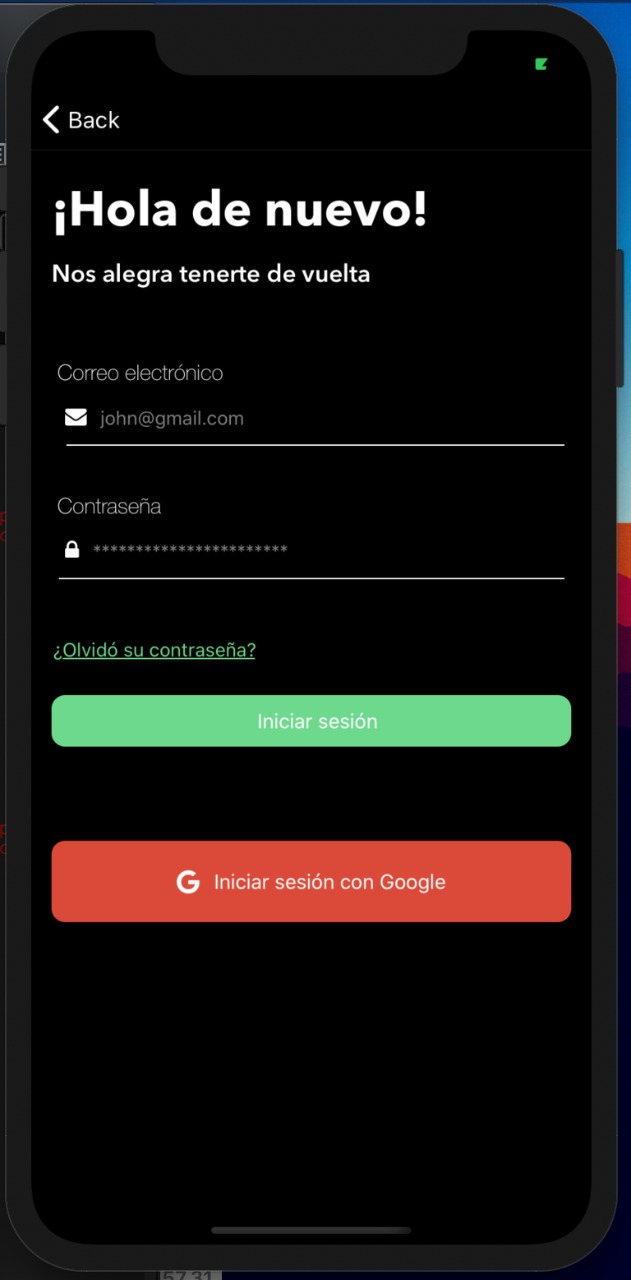 Back
¡Hola de nuevo!
Nos alegra tenerte de vuelta
Correo electrónico
john@gmail.com
Contraseña
***********************
¿Olvidó su contraseña?
Iniciar sesión
G Iniciar sesión con Google